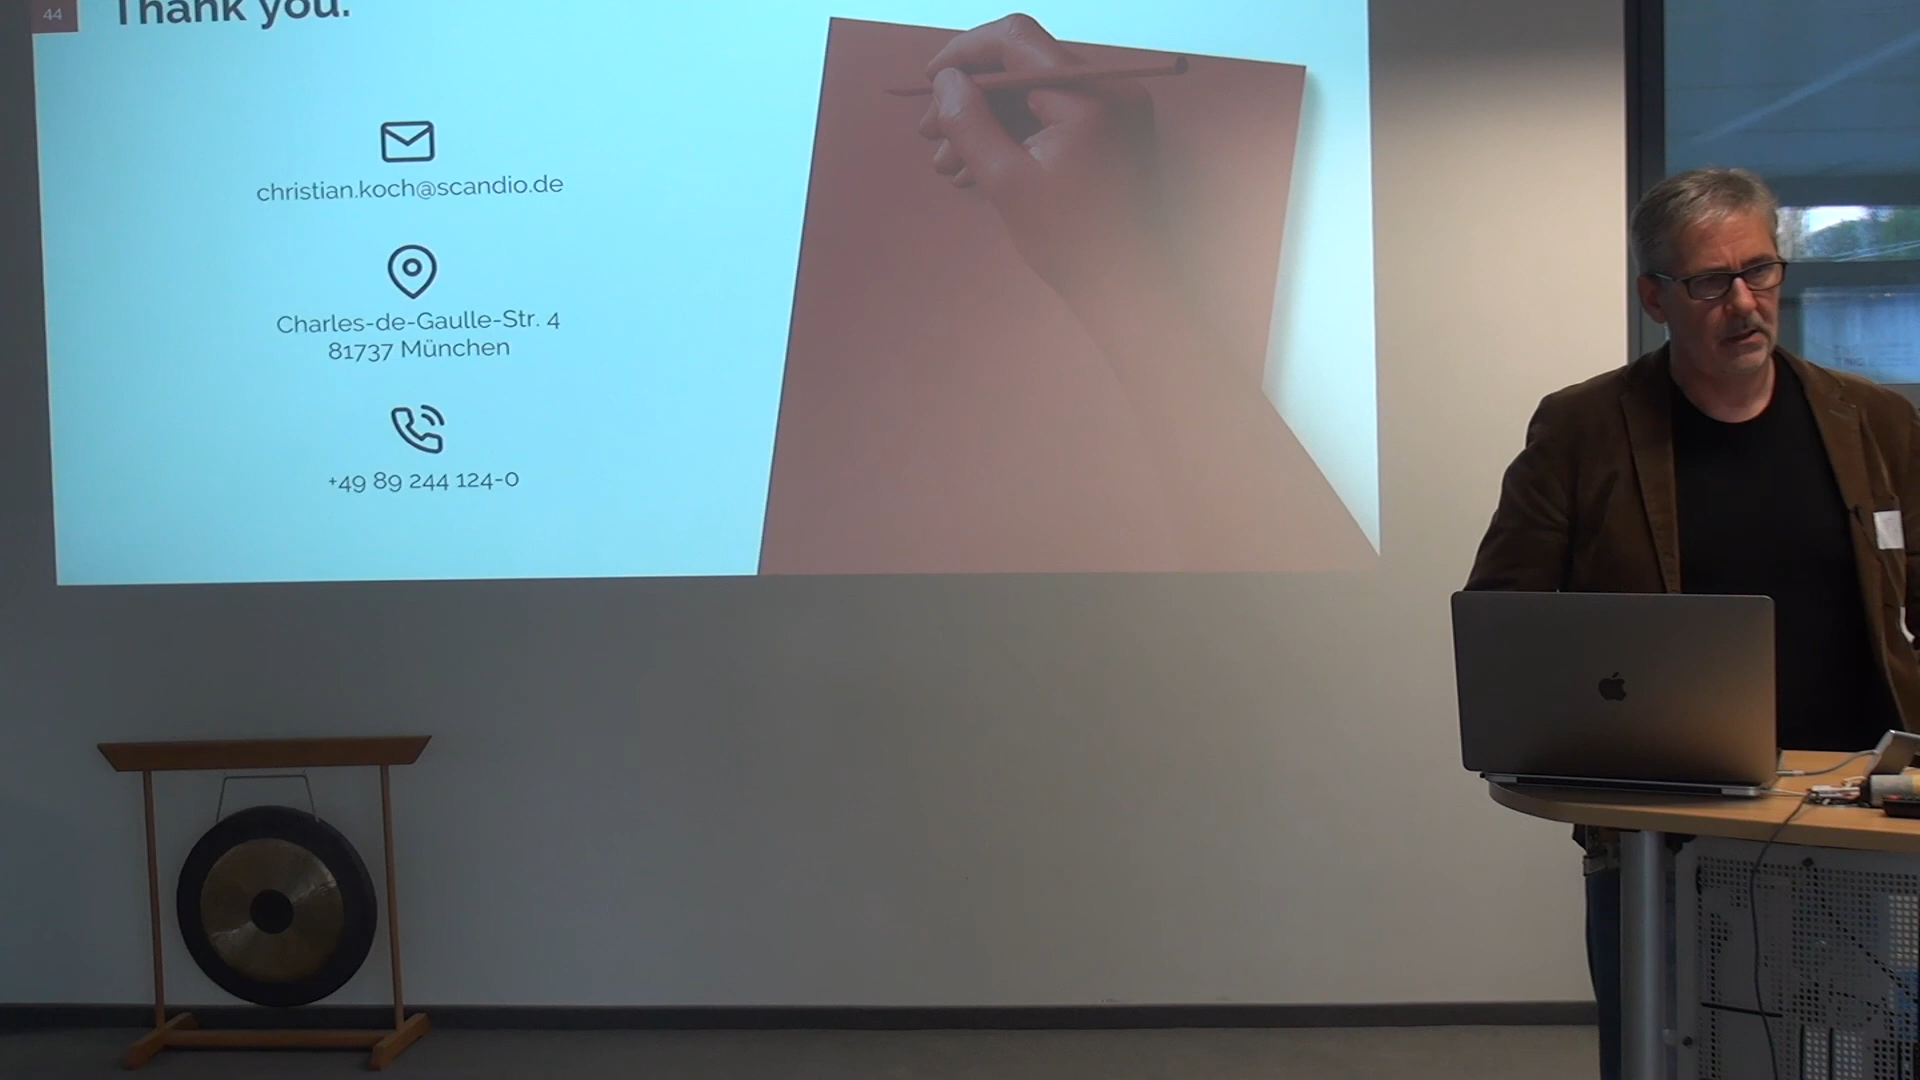 44
Thank you.
christian.koch@scandio.de
Charles-de-Gaulle-Str. 4
81737 München
+49 89 244 124-0